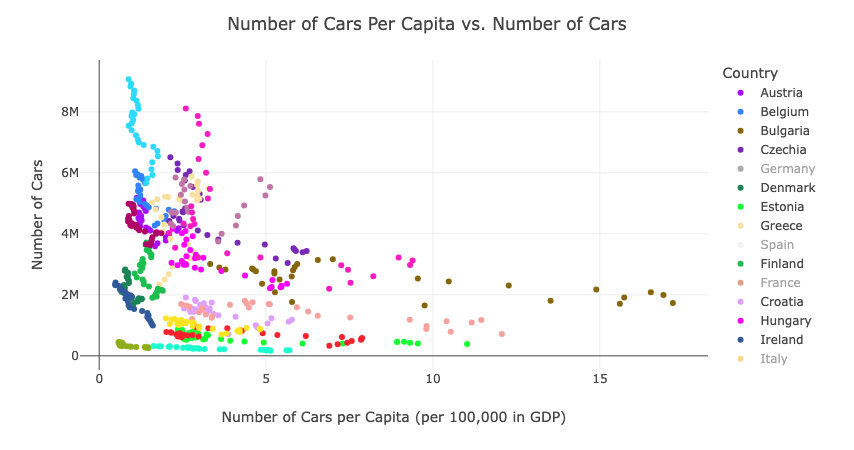 Number of Cars Per Capita vs. Number of Cars
Country
Austria
Belgium
Bulgaria
Czechia
Germany
Denmark
Estonia
Greece
Spain
Finland
France
Croatia
Hungary
Ireland
Italy
Number of Cars
8M
6M
4M
2M
0
0
5
10
15
Number of Cars per Capita (per 100,000 in GDP)